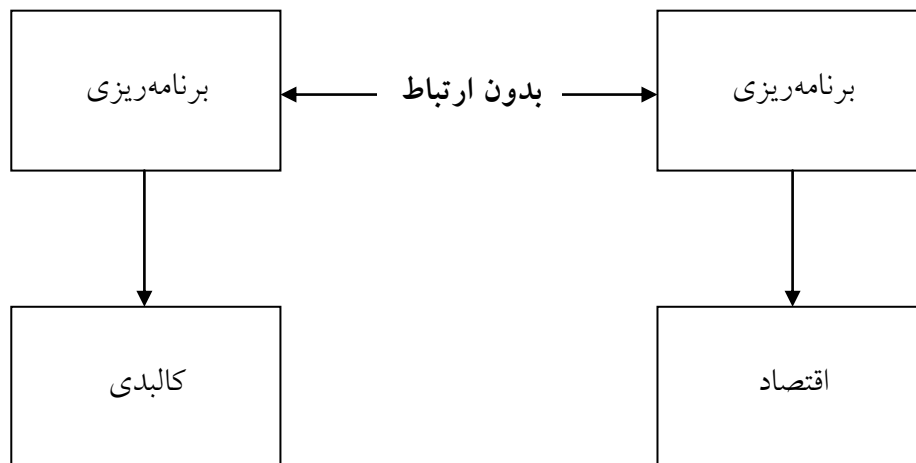 برنامه‌ریزی
بدون ارتباط
برنامه‌ریزی
اقتصاد
کالبدی